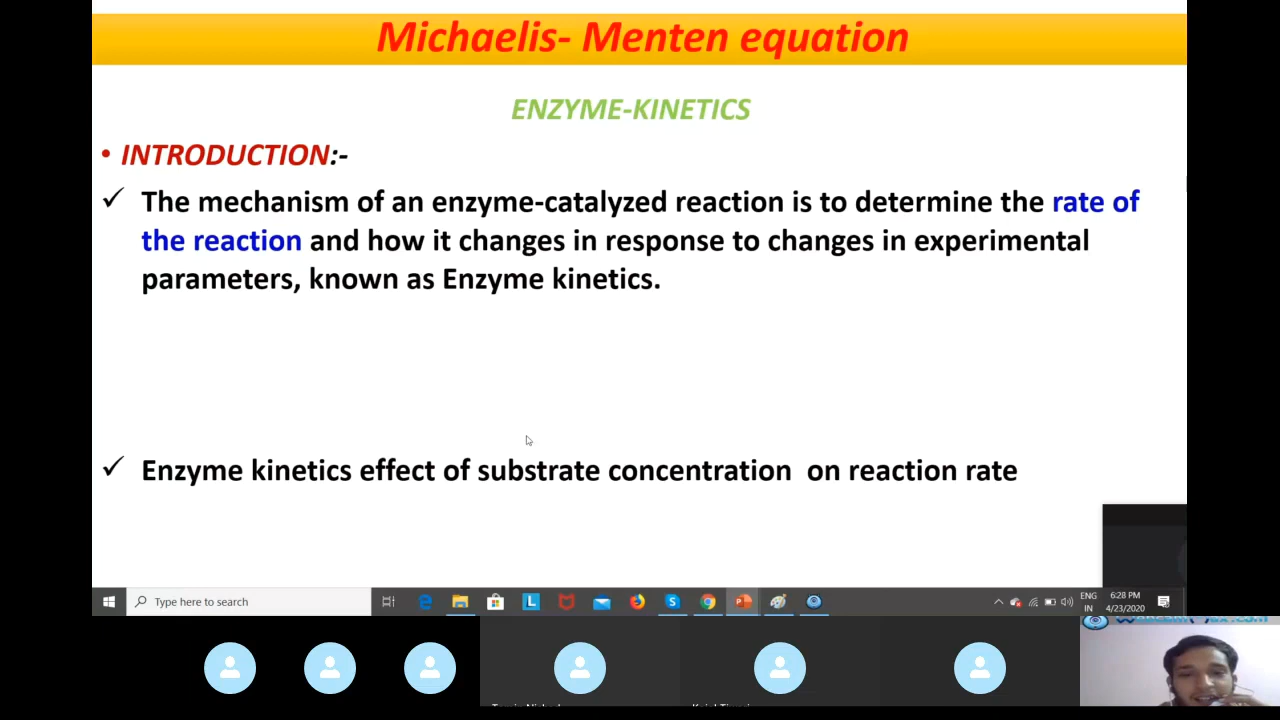 Michaelis- Menten equation
ENZYME-KINETICS
• INTRODUCTION:-
✓ The mechanism of an enzyme-catalyzed reaction is to determine the rate of
the reaction and how it changes in response to changes in experimental
parameters, known as Enzyme kinetics.
✓ Enzyme kinetics effect of substrate concentration on reaction rate
Type here to search
ENG
IN
6:28 PM
4/23/2020